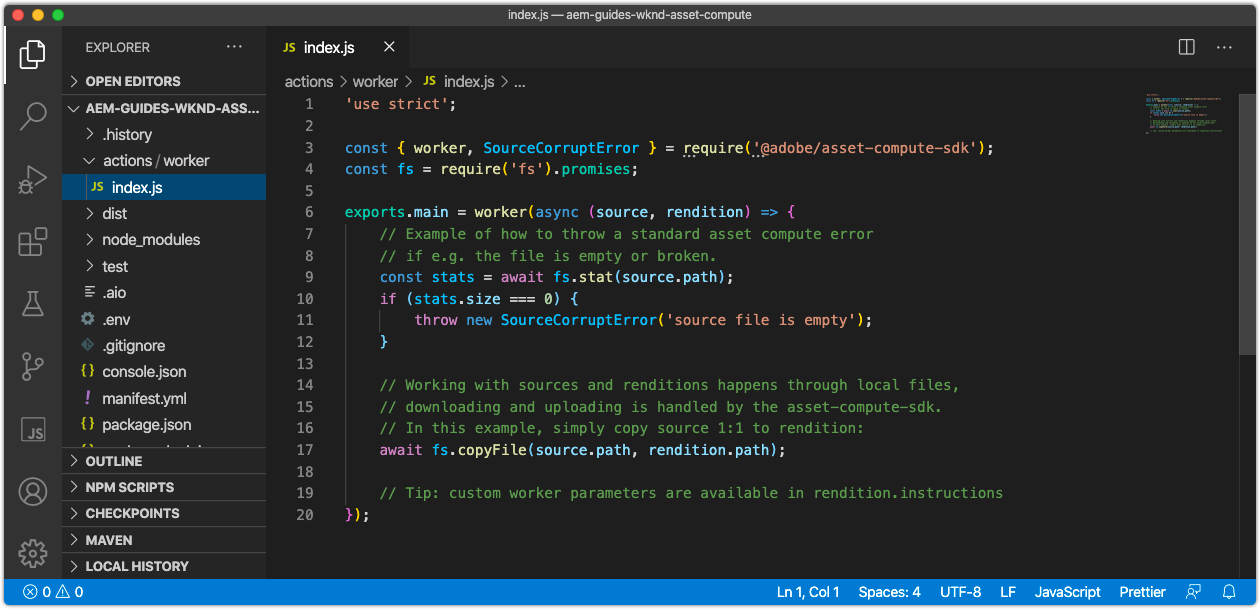 index.js — aem-guides-wknd-asset-compute
EXPLORER
OPEN EDITORS
AEM-GUIDES-WKND-ASS...
.history
actions / worker
JS index.js
dist
node_modules
test
.aio
.env
.gitignore
{} console.json
! manifest.yml
{} package.json
OUTLINE
NPM SCRIPTS
CHECKPOINTS
MAVEN
LOCAL HISTORY
JS
JS index.js
actions > worker > JS index.js > ...
1 'use strict';
2
3 const { worker, SourceCorruptError } = require('@adobe/asset-compute-sdk');
4 const fs = require('fs').promises;
5
6 exports.main = worker(async (source, rendition) => {
7 // Example of how to throw a standard asset compute error
8 // if e.g. the file is empty or broken.
9 const stats = await fs.stat(source.path);
10 if (stats.size === 0) {
11 throw new SourceCorruptError('source file is empty');
12 }
13
14 // Working with sources and renditions happens through local files,
15 // downloading and uploading is handled by the asset-compute-sdk.
16 // In this example, simply copy source 1:1 to rendition:
17 await fs.copyFile(source.path, rendition.path);
18
19 // Tip: custom worker parameters are available in rendition.instructions
20 });
0 0 Ln 1, Col 1 Spaces: 4 UTF-8 LF JavaScript Prettier